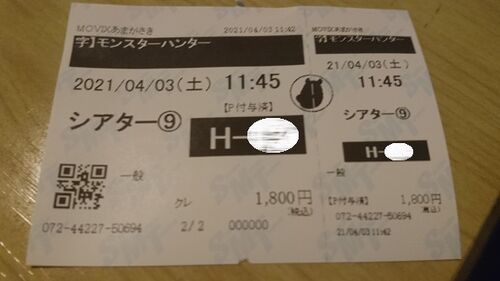 MOVIXあまがさき 2021/04/03 11:42
字】モンスターハンター
2021/04/03(土) 11:45
【P付与済】
シアター⑨
H-
一般
1,800円
(税込)
クレ
072-44227-50694 2/2 000000
MOVIXあまがさき
字】モンスターハンター
21/04/03(土)
11:45
シアター⑨
H-
一般
【P付与済】 1,800円
072-44227-50694 (税込)
21/04/03 11:42